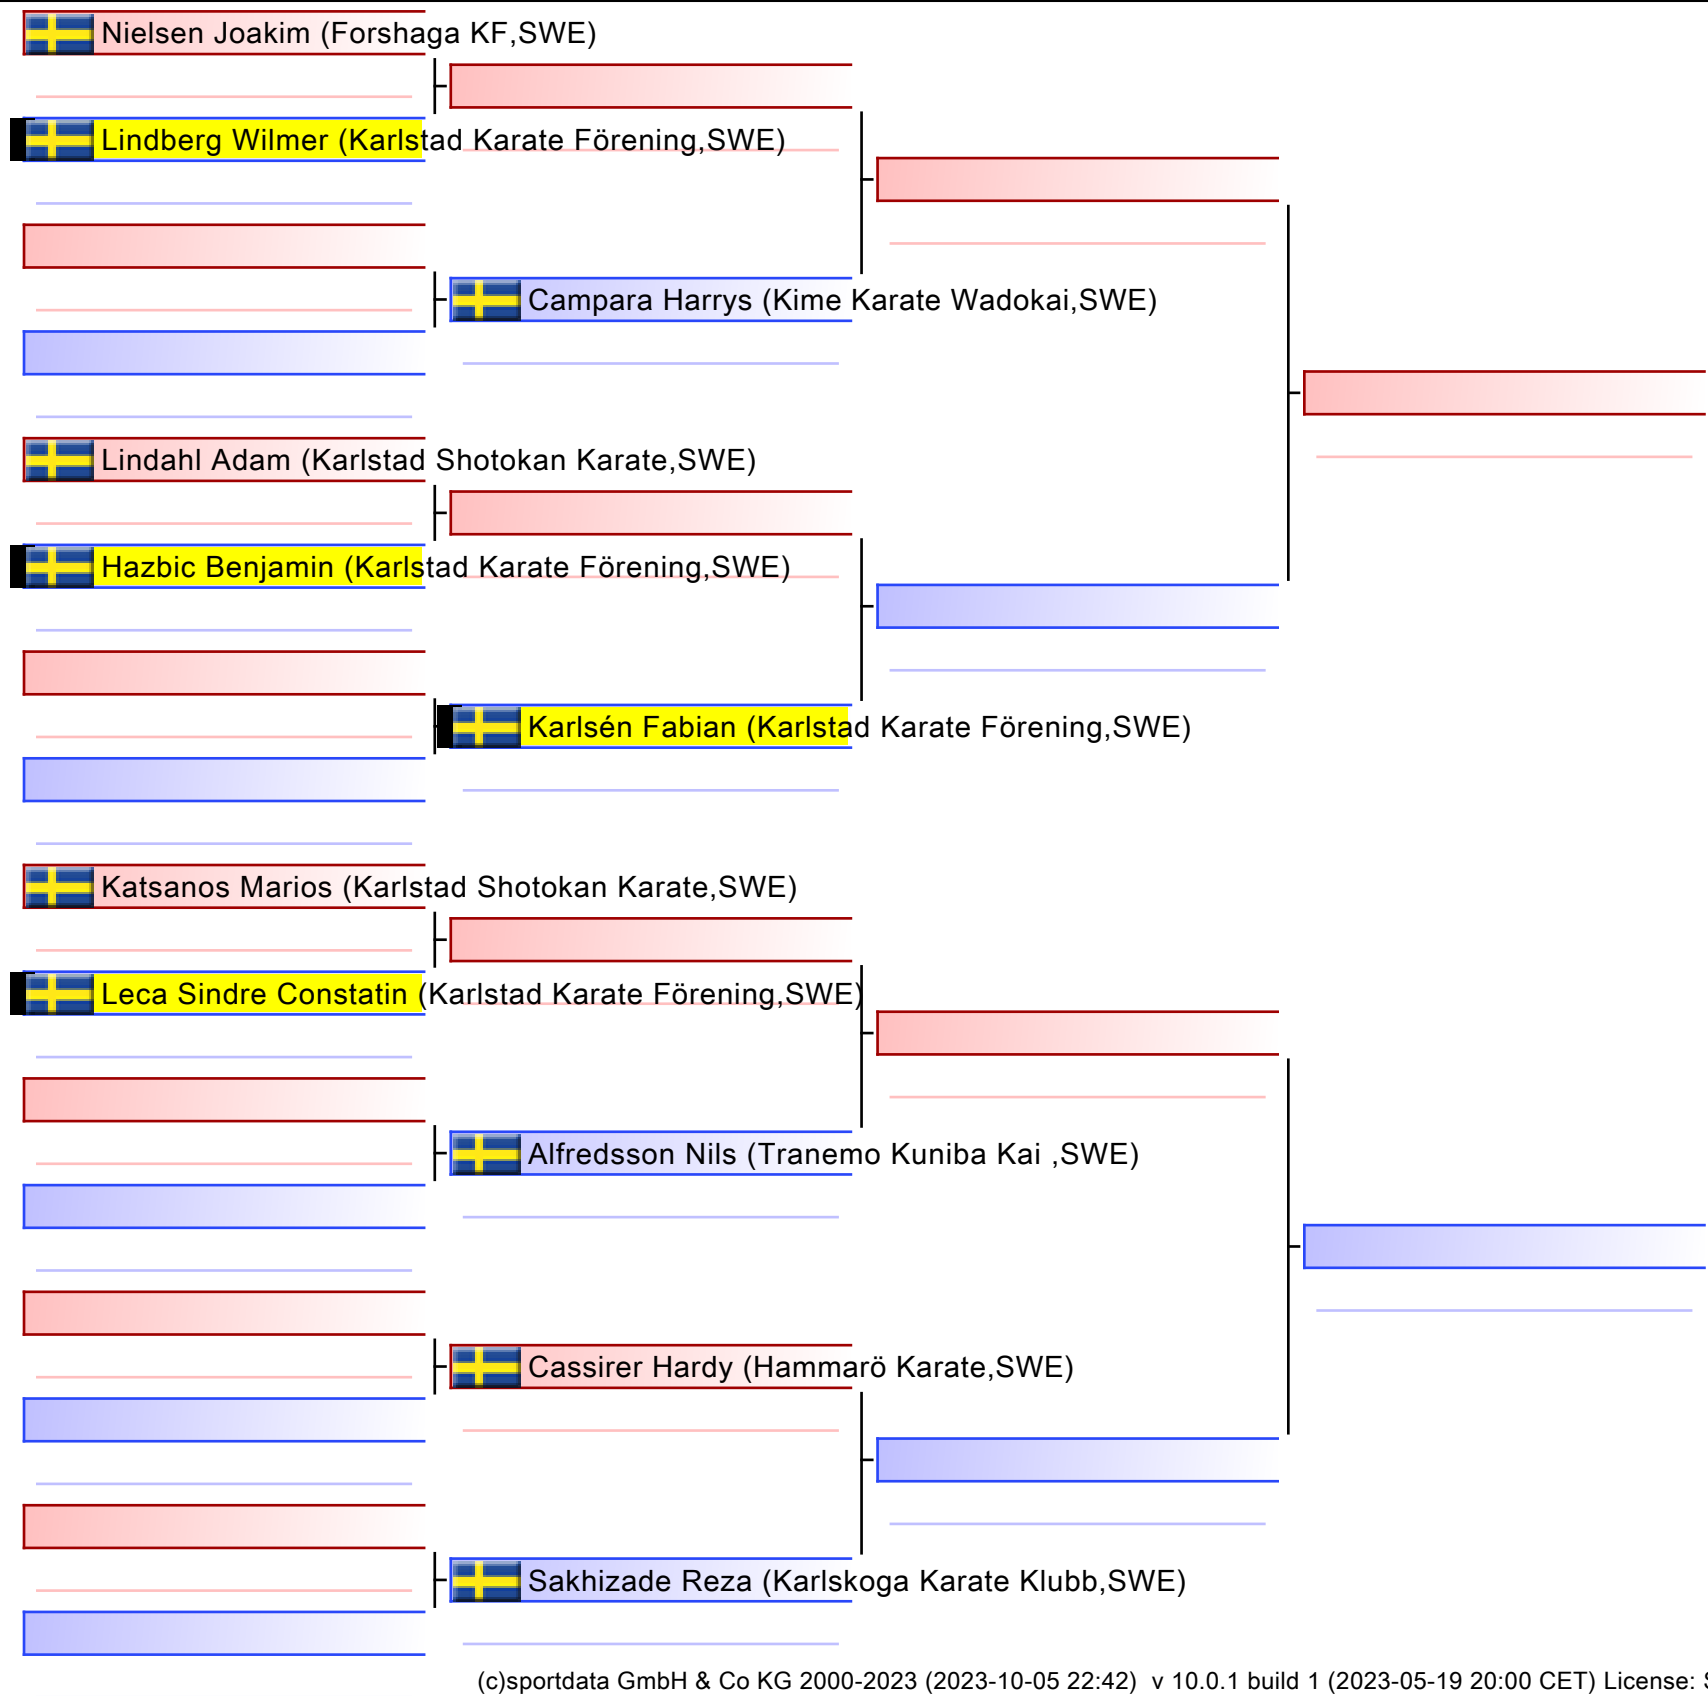 Nielsen Joakim (Forshaga KF,SWE)
Lindberg Wilmer (Karlstad Karate Förening,SWE)
Campara Harrys (Kime Karate Wadokai,SWE)
Lindahl Adam (Karlstad Shotokan Karate,SWE)
Hazbic Benjamin (Karlstad Karate Förening,SWE)
Karlsén Fabian (Karlstad Karate Förening,SWE)
Katsanos Marios (Karlstad Shotokan Karate,SWE)
Leca Sindre Constatin (Karlstad Karate Förening,SWE)
Alfredsson Nils (Tranemo Kuniba Kai ,SWE)
Cassirer Hardy (Hammarö Karate,SWE)
Sakhizade Reza (Karlskoga Karate Klubb,SWE)
(c)sportdata GmbH & Co KG 2000-2023 (2023-10-05 22:42) v 10.0.1 build 1 (2023-05-19 20:00 CET) License: